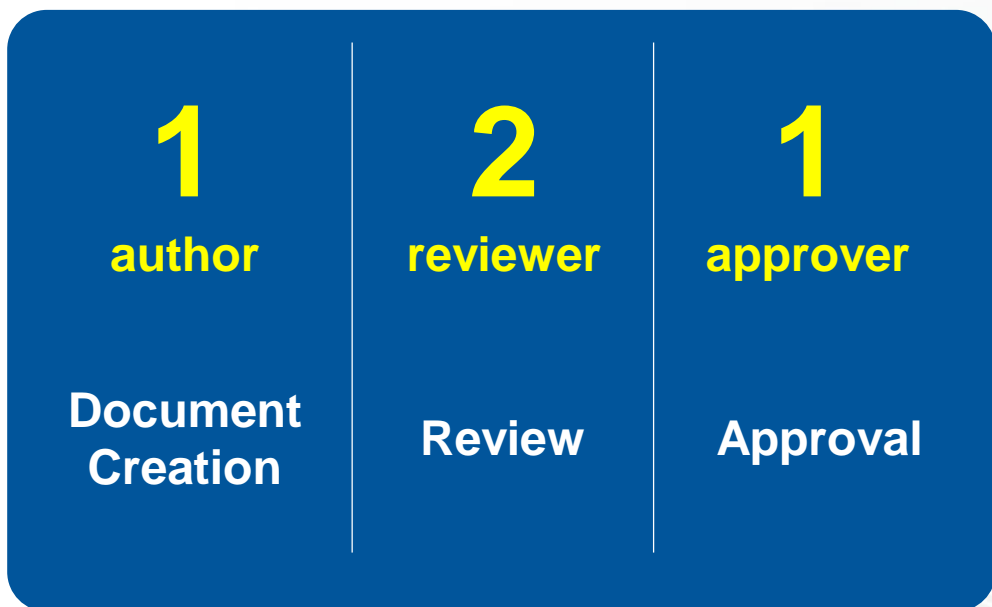 1
author
Document
Creation
2
reviewer
Review
1
approver
Approval